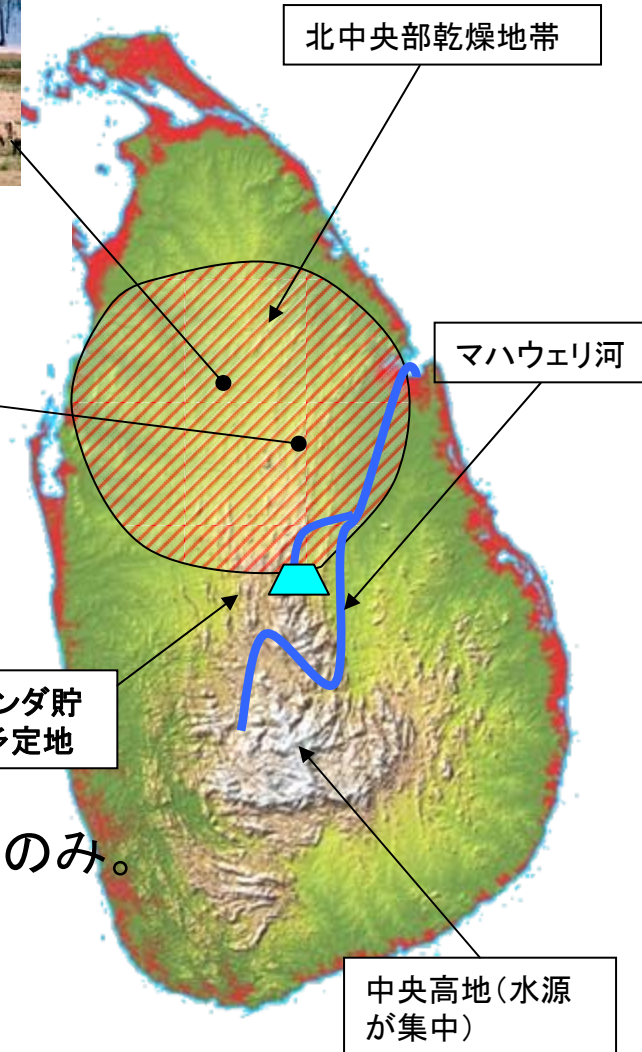 北中央部乾燥地帯
マハウェリ河
ンダ貯
予定地
のみ。
中央高地(水源
が集中)